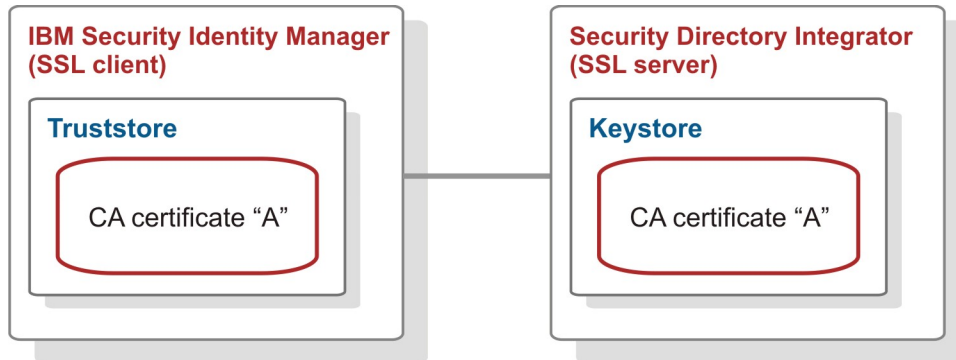 IBM Security Identity Manager
(SSL client)
Truststore
CA certificate “A”
Security Directory Integrator
(SSL server)
Keystore
CA certificate “A”